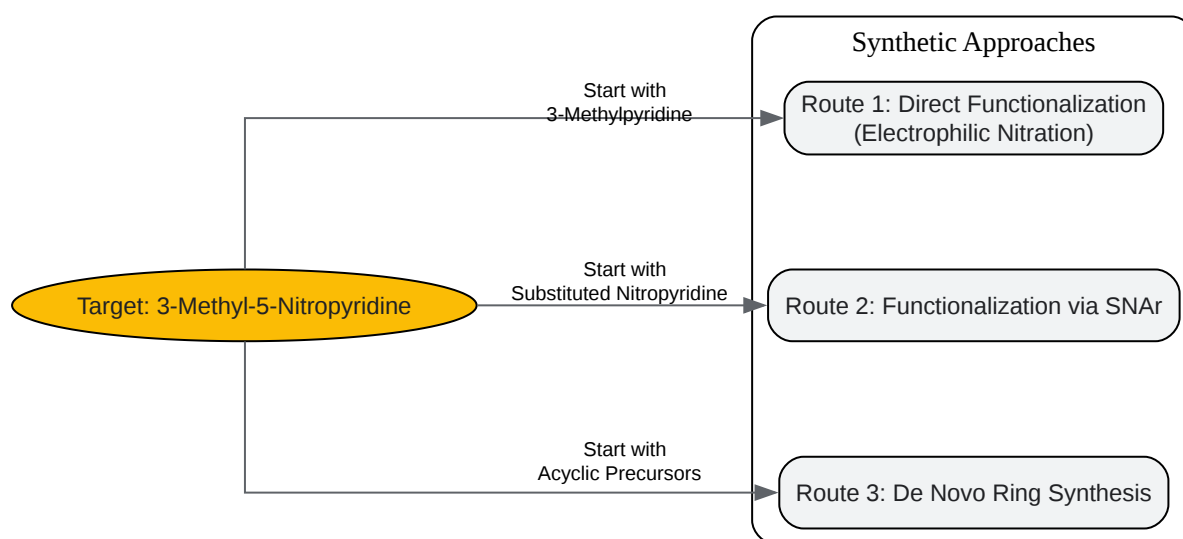 Synthetic Approaches
Start with
3-Methylpyridine
Route 1: Direct Functionalization
(Electrophilic Nitration)
Target: 3-Methyl-5-Nitropyridine
Start with
Substituted Nitropyridine
Route 2: Functionalization via SNAr
Start with
Acyclic Precursors
Route 3: De Novo Ring Synthesis